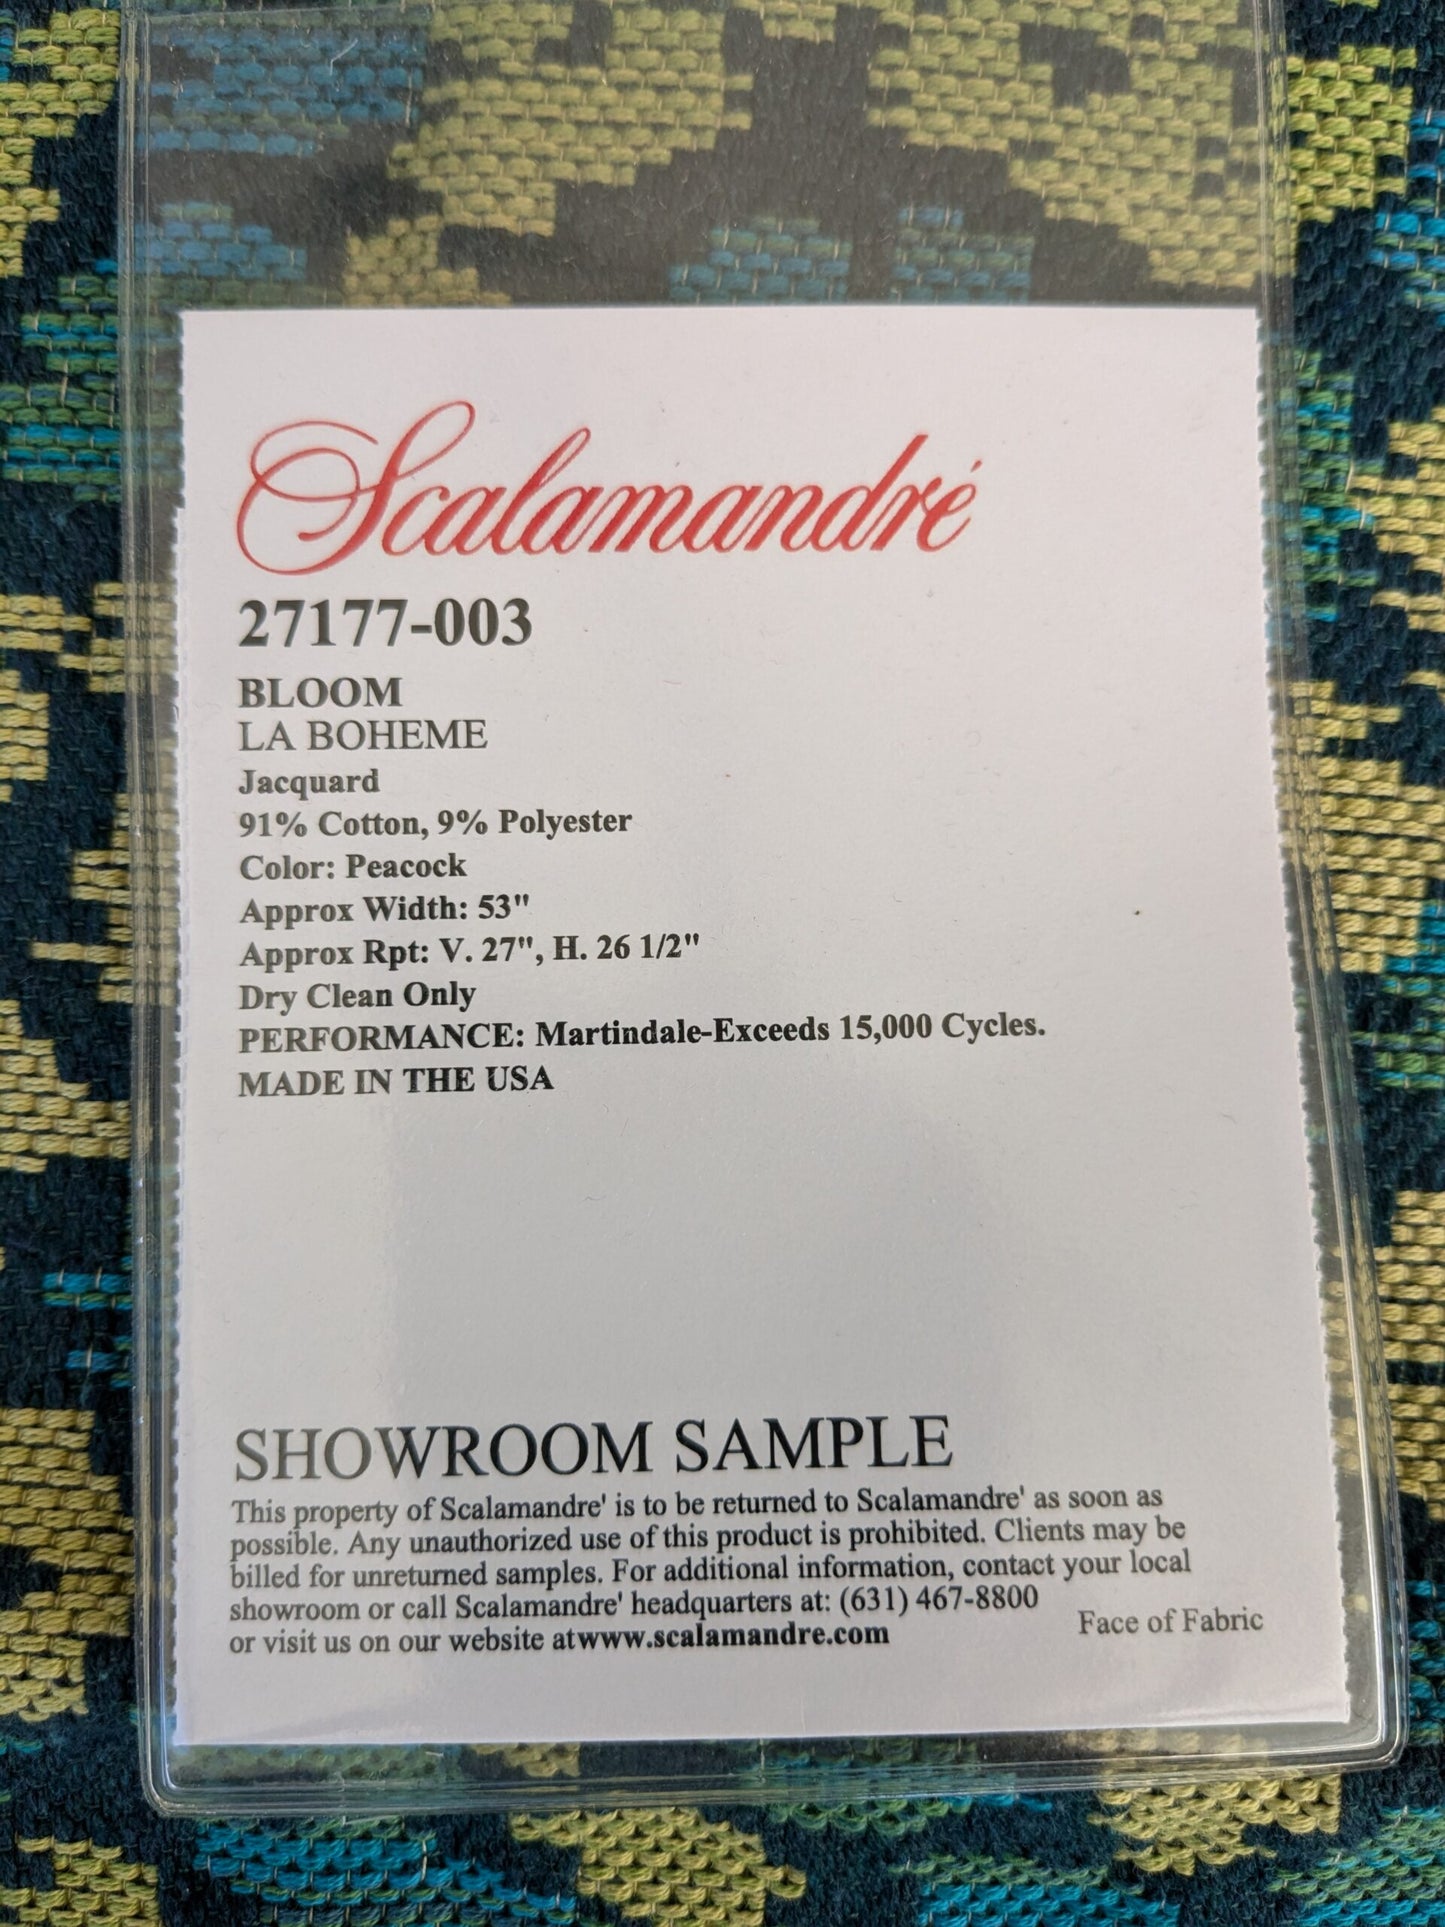 Scalamandré
27177-003
BLOOM
LA BOHEME
Jacquard
91% Cotton, 9% Polyester
Color: Peacock
Approx Width: 53"
Approx Rpt: V. 27", H. 26 1/2"
Dry Clean Only
PERFORMANCE: Martindale-Exceeds 15,000 Cycles.
MADE IN THE USA
SHOWROOM SAMPLE
This property of Scalamandre' is to be returned to Scalamandre' as soon as
possible. Any unauthorized use of this product is prohibited. Clients may be
billed for unreturned samples. For additional information, contact your local
showroom or call Scalamandre' headquarters at: (631) 467-8800
or visit us on our website atwww.scalamandre.com
Face of Fabric